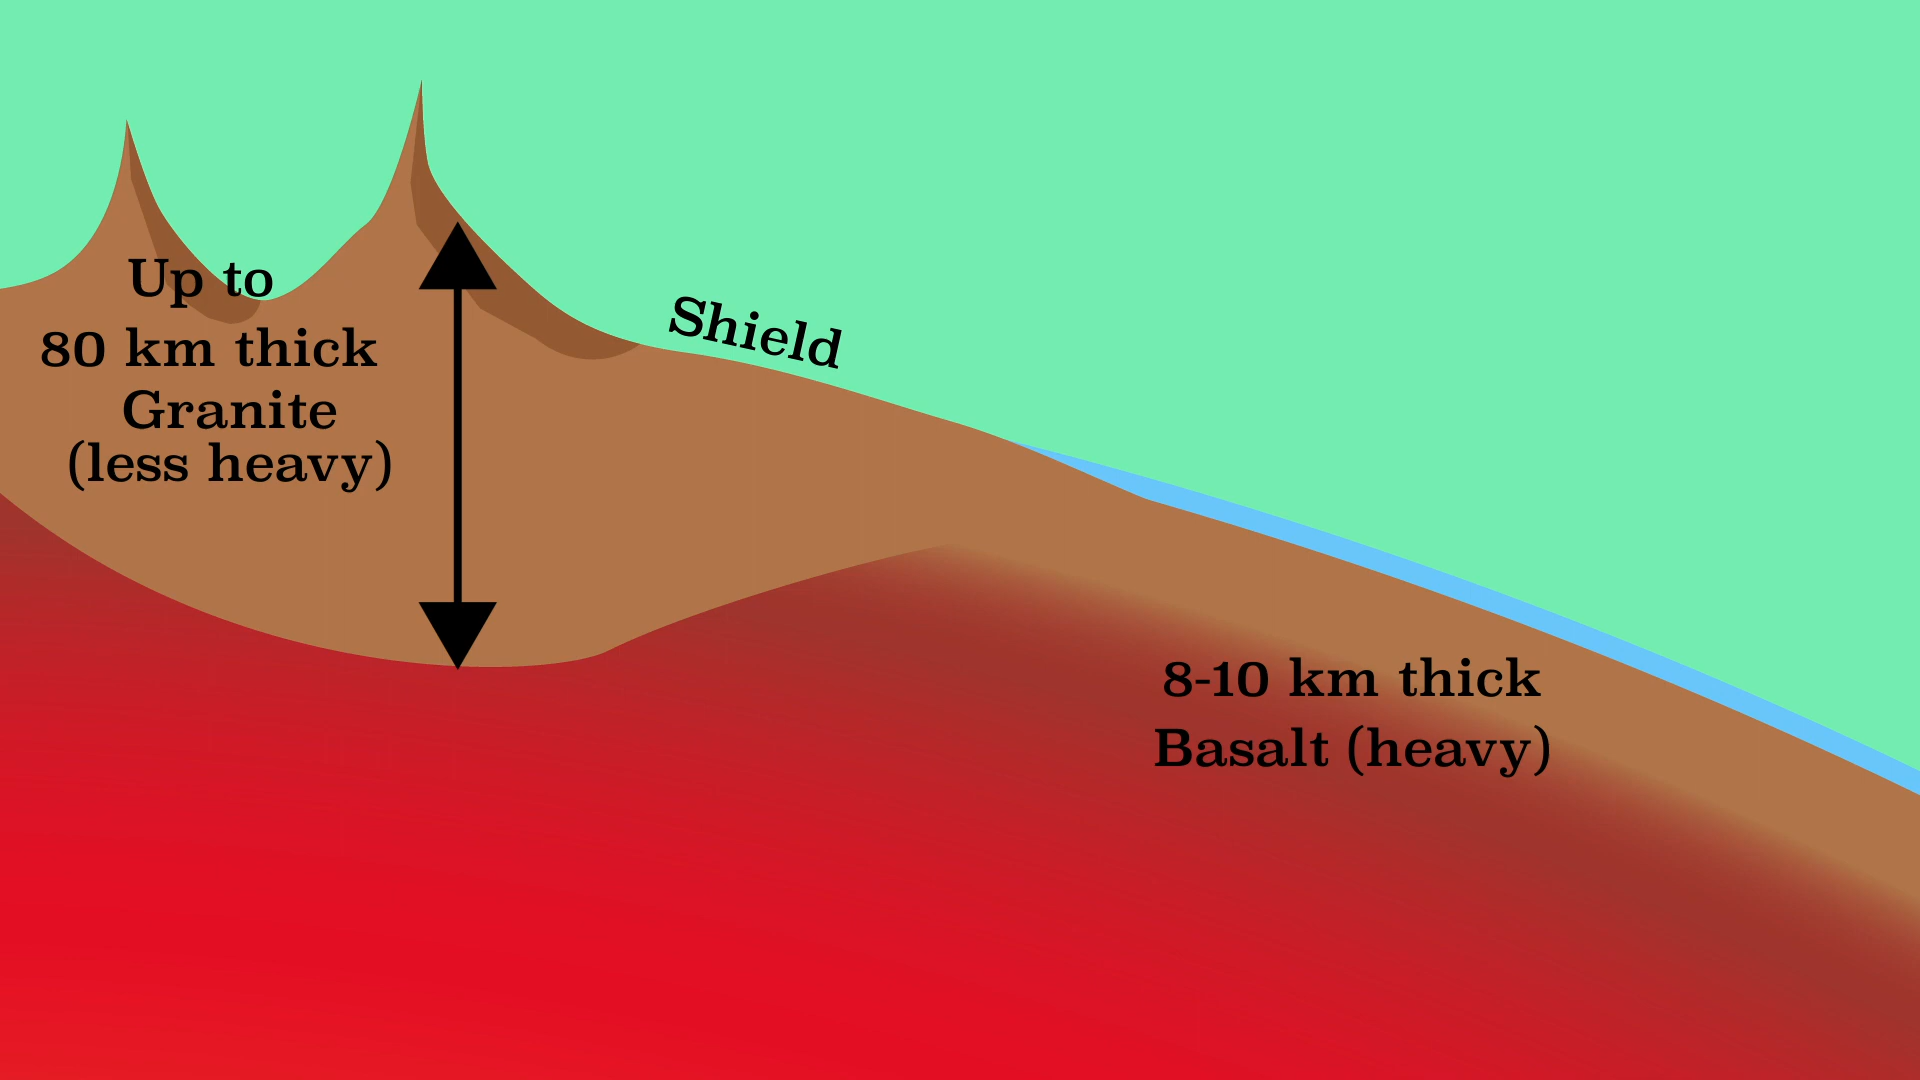 Up to
80 km thick
Granite
(less heavy)
Shield
8-10 km thick
Basalt (heavy)